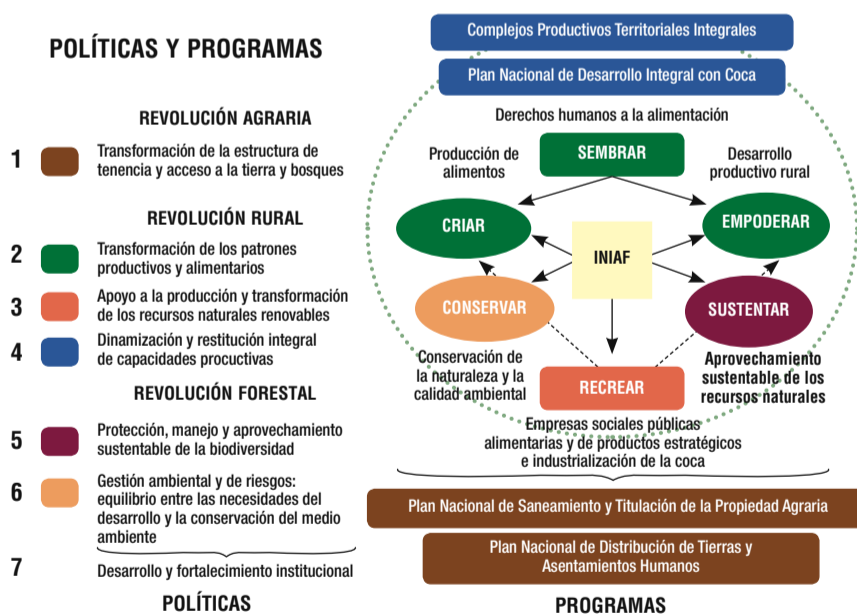 POLÍTICAS Y PROGRAMAS
REVOLUCIÓN AGRARIA
1
Transformación de la estructura de
tenencia y acceso a la tierra y bosques
REVOLUCIÓN RURAL
2
Transformación de los patrones
productivos y alimentarios
3
Apoyo a la producción y transformación
de los recursos naturales renovables
4
Dinamización y restitución integral
de capacidades procuctivas
REVOLUCIÓN FORESTAL
5
Protección, manejo y aprovechamiento
sustentable de la biodiversidad
6
Gestión ambiental y de riesgos:
equilibrio entre las necesidades del
desarrollo y la conservación del medio
ambiente
7
Desarrollo y fortalecimiento institucional
POLÍTICAS
Complejos Productivos Territoriales Integrales
Plan Nacional de Desarrollo Integral con Coca
Derechos humanos a la alimentación
Producción de
alimentos
SEMBRAR
Desarrollo
productivo rural
CRIAR
INIAF
EMPODERAR
CONSERVAR
SUSTENTAR
Conservación de
la naturaleza y la
calidad ambiental
RECREAR
Aprovechamiento
sustentable de los
recursos naturales
Empresas sociales públicas
alimentarias y de productos estratégicos
e industrialización de la coca
Plan Nacional de Saneamiento y Titulación de la Propiedad Agraria
Plan Nacional de Distribución de Tierras y
Asentamientos Humanos
PROGRAMAS